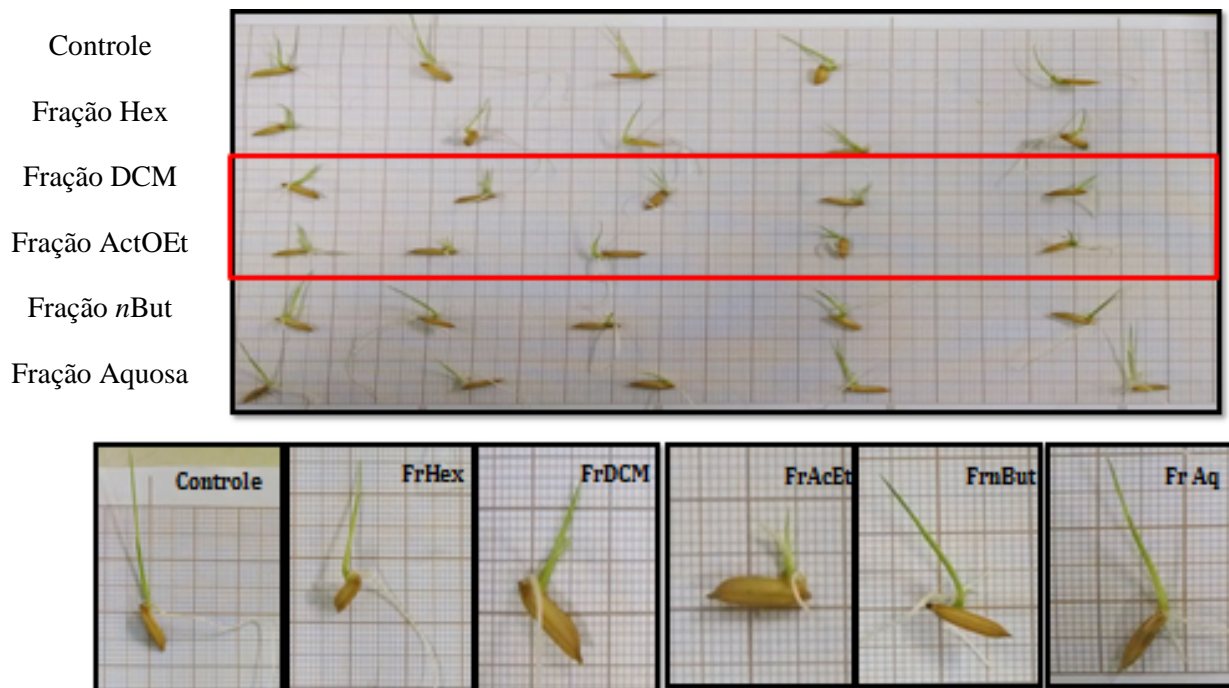 Controle
Fração Hex
Fração DCM
Fração ActOEt
Fração nBut
Fração Aquosa
Controle
FrHex
FrDCM
FrAcEt
FrnBut
Fr Aq